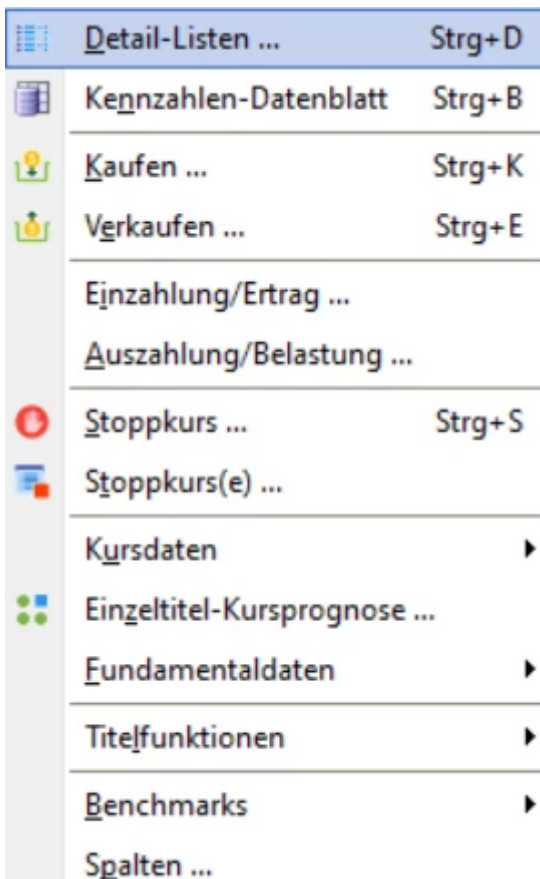 Detail-Listen ... Strg+D
Kennzahlen-Datenblatt Strg+B
Kaufen ... Strg+K
Verkaufen ... Strg+E
Einzahlung/Ertrag ...
Auszahlung/Belastung ...
Stoppkurs ... Strg+S
Stoppkurs(e) ...
Kursdaten
Einzeltitel-Kursprognose ...
Fundamentaldaten
Titelfunktionen
Benchmarks
Spalten ...